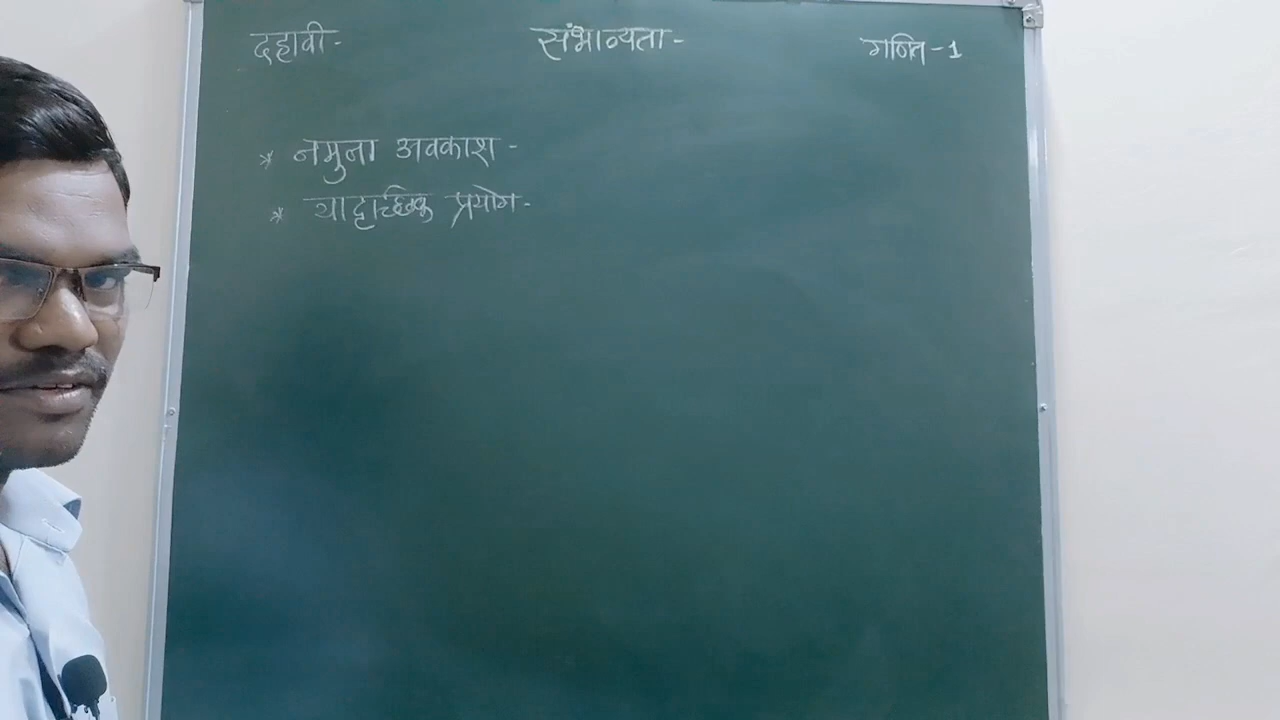 दहावी- संभाव्यता- गणित-1
* नमुना अवकाश-
* यादृच्छिक प्रयोग-